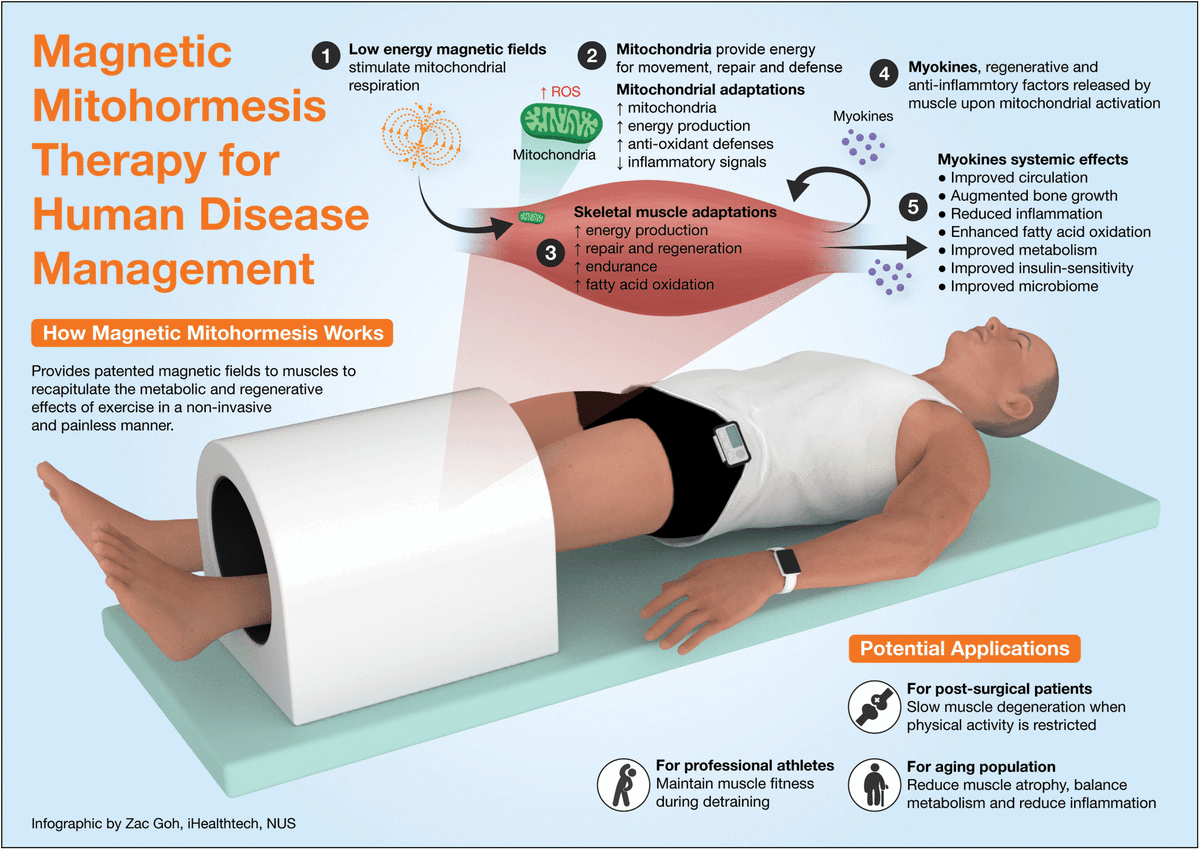 Magnetic
Mitohormesis
Therapy for
Human Disease
Management
How Magnetic Mitohormesis Works
Provides patented magnetic fields to muscles to
recapitulate the metabolic and regenerative
effects of exercise in a non-invasive
and painless manner.
1
Low energy magnetic fields
stimulate mitochondrial
respiration
2
Mitochondria provide energy
for movement, repair and defense
Mitochondrial adaptations
↑ mitochondria
↑ energy production
↑ anti-oxidant defenses
↓ inflammatory signals
↑ ROS
Mitochondria
3
Skeletal muscle adaptations
↑ energy production
↑ repair and regeneration
↑ endurance
↑ fatty acid oxidation
Myokines
4
Myokines, regenerative and
anti-inflammtory factors released by
muscle upon mitochondrial activation
5
Myokines systemic effects
● Improved circulation
● Augmented bone growth
● Reduced inflammation
● Enhanced fatty acid oxidation
● Improved metabolism
● Improved insulin-sensitivity
● Improved microbiome
Potential Applications
For post-surgical patients
Slow muscle degeneration when
physical activity is restricted
For professional athletes
Maintain muscle fitness
during detraining
For aging population
Reduce muscle atrophy, balance
metabolism and reduce inflammation
Infographic by Zac Goh, iHealthtech, NUS